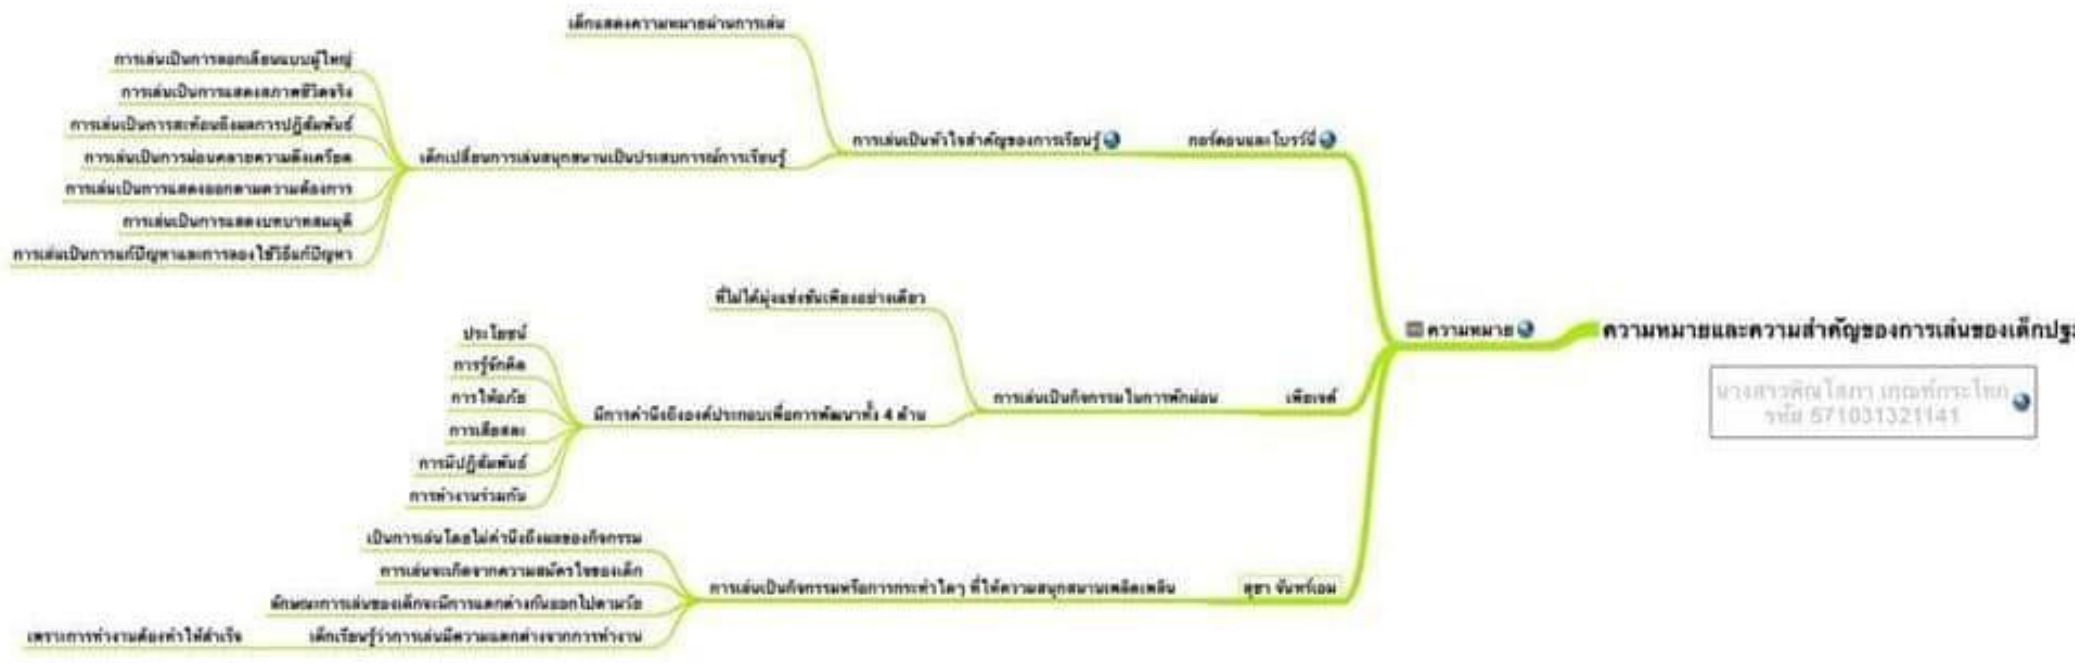 เด็กแสดงความหมายผ่านการเล่น
การเล่นเป็นการลอกเลียนแบบผู้ใหญ่
การเล่นเป็นการแสดงสภาพชีวิตจริง
การเล่นเป็นการสะท้อนถึงผลการปฏิสัมพันธ์
การเล่นเป็นการผ่อนคลายความตึงเครียด
การเล่นเป็นการแสดงออกตามความต้องการ
การเล่นเป็นการแสดงบทบาทสมมุติ
การเล่นเป็นการแก้ปัญหาและการลองใช้วิธีแก้ปัญหา
เด็กเปลี่ยนการเล่นสนุกสนานเป็นประสบการณ์การเรียนรู้
การเล่นเป็นหัวใจสำคัญของการเรียนรู้
กอร์ดอนและโบรว์นี่
ที่ไม่ได้มุ่งแข่งขันเพียงอย่างเดียว
ประโยชน์
การรู้จักคิด
การให้อภัย
การเสียสละ
การมีปฏิสัมพันธ์
การทำงานร่วมกัน
มีการคำนึงถึงองค์ประกอบเพื่อการพัฒนาทั้ง 4 ด้าน
การเล่นเป็นกิจกรรมในการพักผ่อน
เพียเจต์
เป็นการเล่นโดยไม่คำนึงถึงผลของกิจกรรม
การเล่นจะเกิดจากความสมัครใจของเด็ก
ลักษณะการเล่นของเด็กจะมีการแตกต่างกันออกไปตามวัย
เด็กเรียนรู้ว่าการเล่นมีความแตกต่างจากการทำงาน
เพราะการทำงานต้องทำให้สำเร็จ
การเล่นเป็นกิจกรรมหรือการกระทำใดๆ ที่ให้ความสนุกสนานเพลิดเพลิน
สุชา จันทร์เอม
ความหมาย
ความหมายและความสำคัญของการเล่นของเด็กปฐม
นางสาวพิณโสภา เกณฑ์กระโทก
รหัส 571031321141